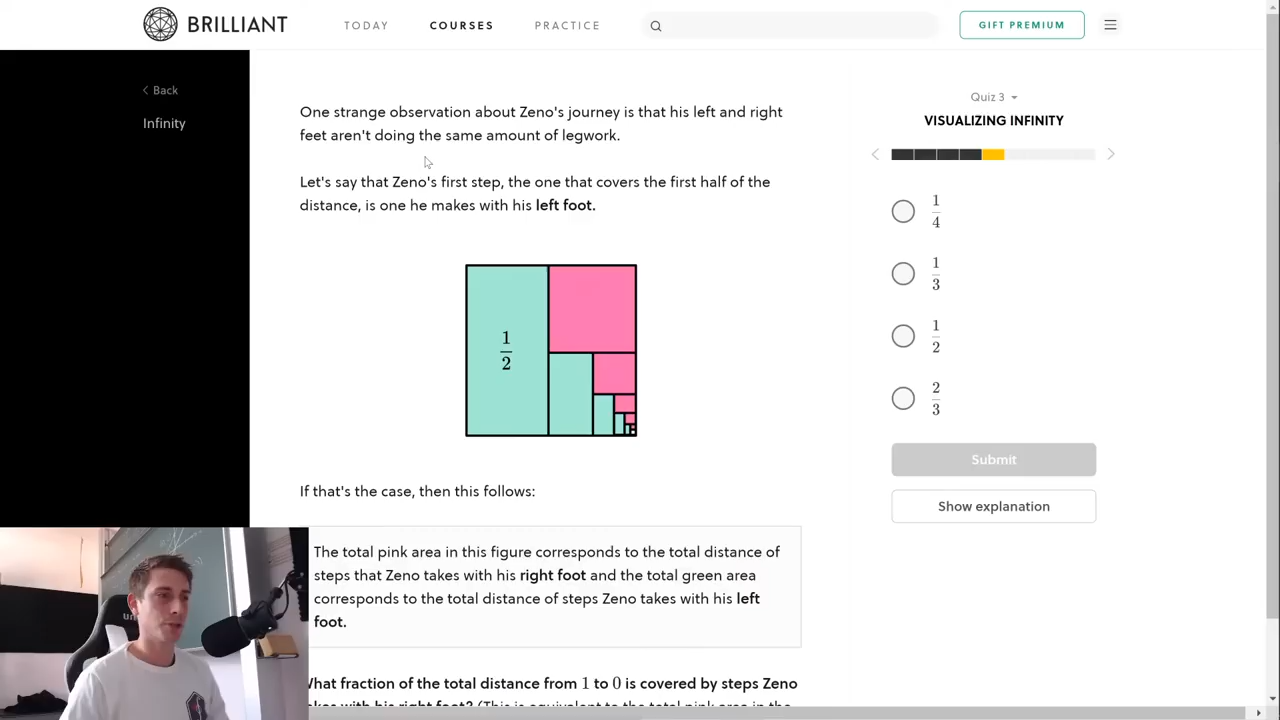 BRILLIANT
TODAY
COURSES
PRACTICE
GIFT PREMIUM
Back
Infinity
One strange observation about Zeno's journey is that his left and right
feet aren't doing the same amount of legwork.
Let's say that Zeno's first step, the one that covers the first half of the
distance, is one he makes with his left foot.
1
2
If that's the case, then this follows:
The total pink area in this figure corresponds to the total distance of
steps that Zeno takes with his right foot and the total green area
corresponds to the total distance of steps Zeno takes with his left
foot.
What fraction of the total distance from 1 to 0 is covered by steps Zeno
Quiz 3
VISUALIZING INFINITY
1
4
1
3
1
2
2
3
Submit
Show explanation